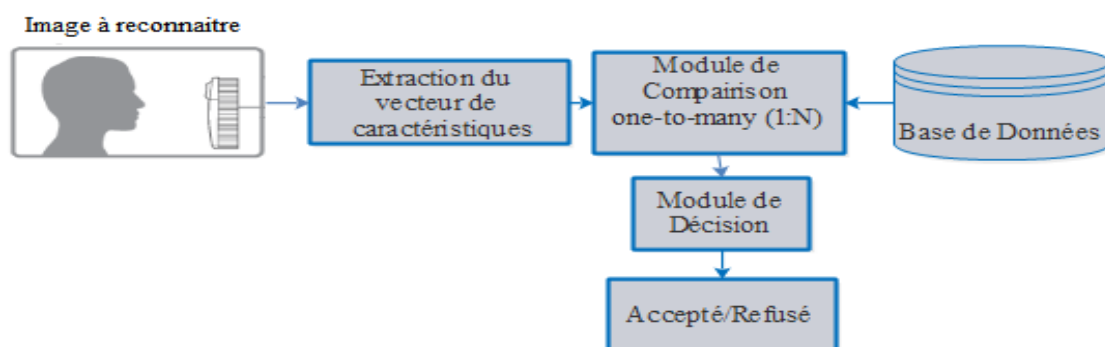 Image à reconnaitre
Extraction du
vecteur de
caractéristiques
Module de
Compairison
one-to-many (1:N)
Base de Données
Module de
Décision
Accepté/Refusé